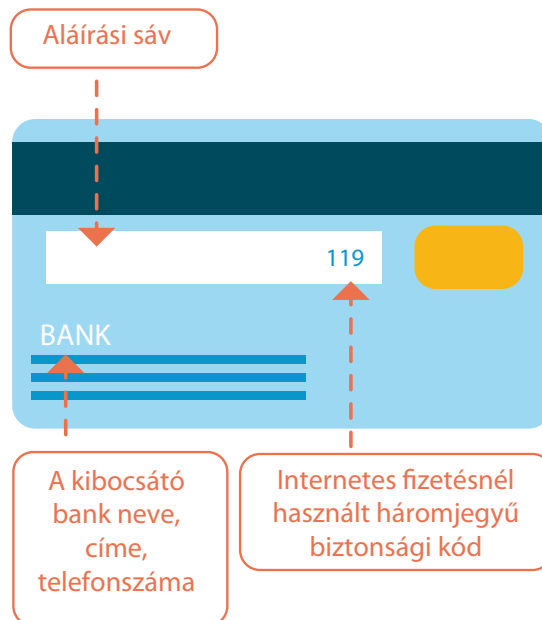 Aláírási sáv
119
BANK
A kibocsátó
bank neve,
címe,
telefonszáma
Internetes fizetésnél
használt háromjegyű
biztonsági kód